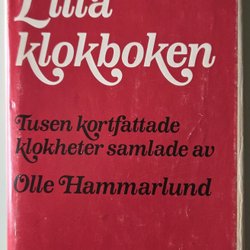 Lilla
klokboken
Tusen kortfattade
klokheter samlade av
Olle Hammarlund